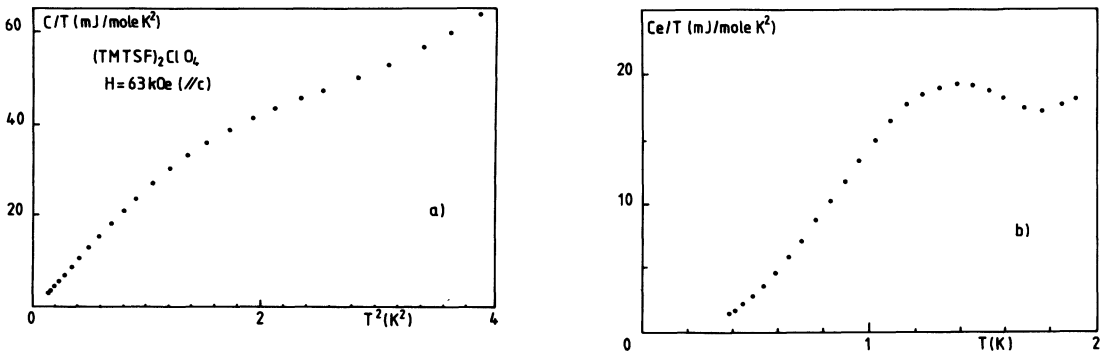 C/T (mJ/mole K²)
(TMTSF)₂ClO₄
H = 63 kOe (//c)
60
40
20
a)
0
2
4
T²(K²)
Ce/T (mJ/mole K²)
20
10
b)
0
1
2
T(K)